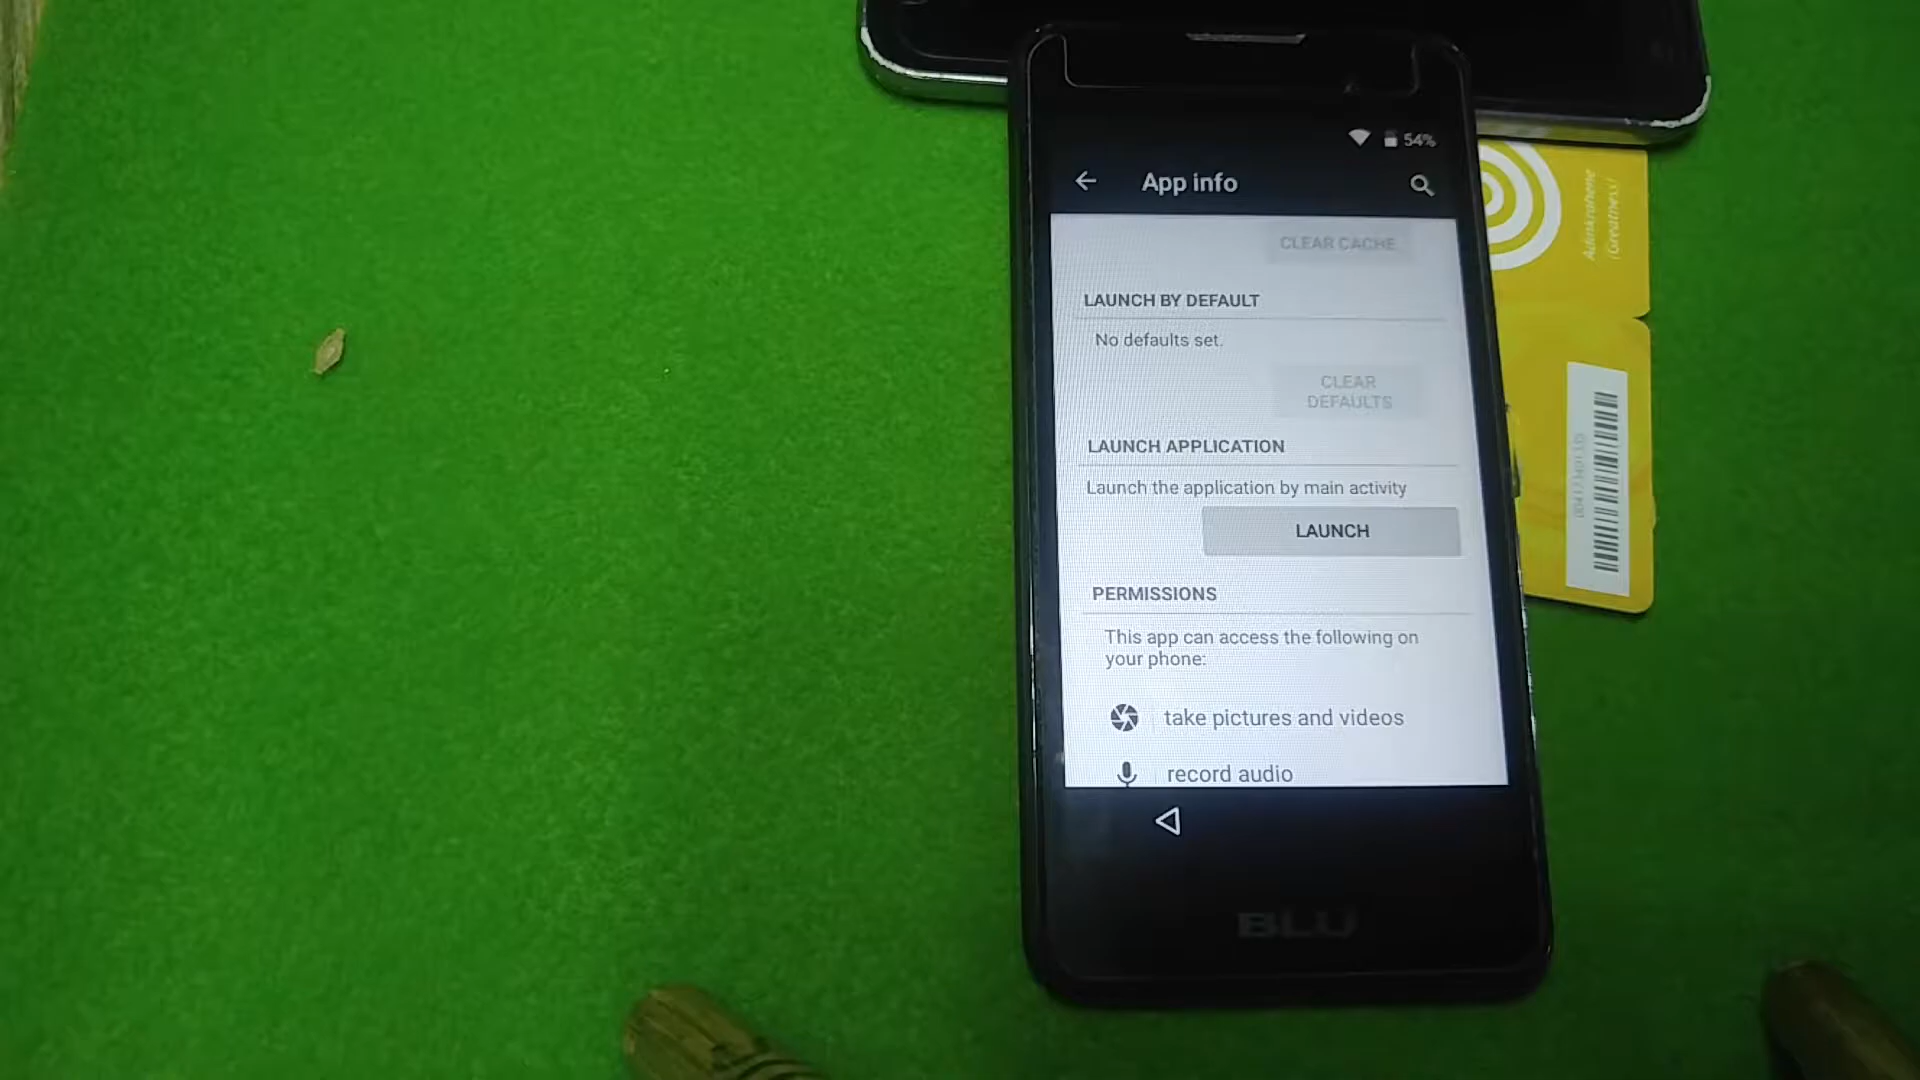 54%
App info
CLEAR CACHE
LAUNCH BY DEFAULT
No defaults set.
CLEAR
DEFAULTS
LAUNCH APPLICATION
Launch the application by main activity
LAUNCH
PERMISSIONS
This app can access the following on
your phone:
take pictures and videos
record audio
BLU
Adinkrahene
(Greatness)